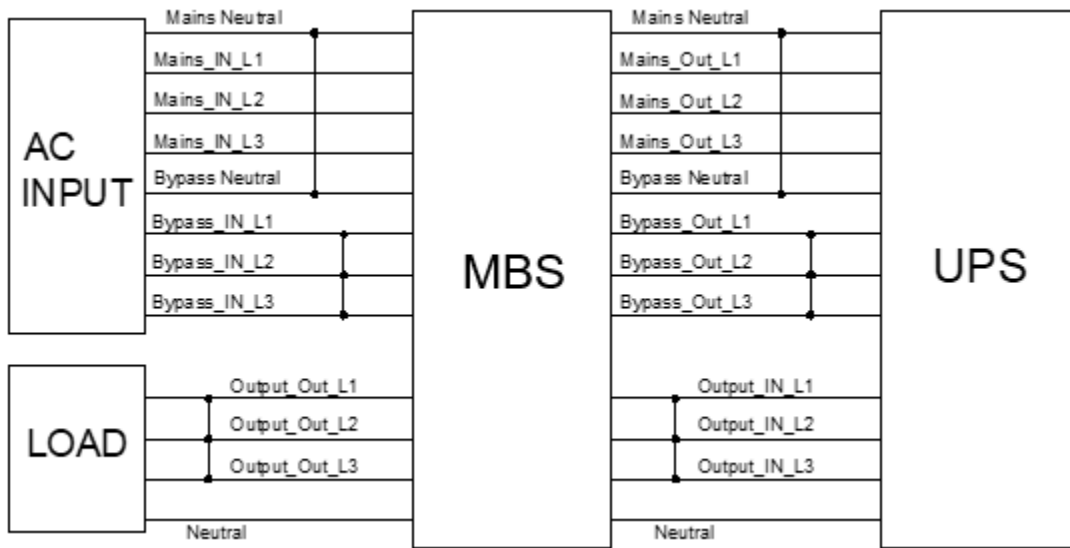 Mains Neutral
Mains_IN_L1
Mains_IN_L2
Mains_IN_L3
Bypass Neutral
Bypass_IN_L1
Bypass_IN_L2
Bypass_IN_L3
AC
INPUT
Output_Out_L1
Output_Out_L2
Output_Out_L3
Neutral
LOAD
MBS
Mains Neutral
Mains_Out_L1
Mains_Out_L2
Mains_Out_L3
Bypass Neutral
Bypass_Out_L1
Bypass_Out_L2
Bypass_Out_L3
Output_IN_L1
Output_IN_L2
Output_IN_L3
Neutral
UPS